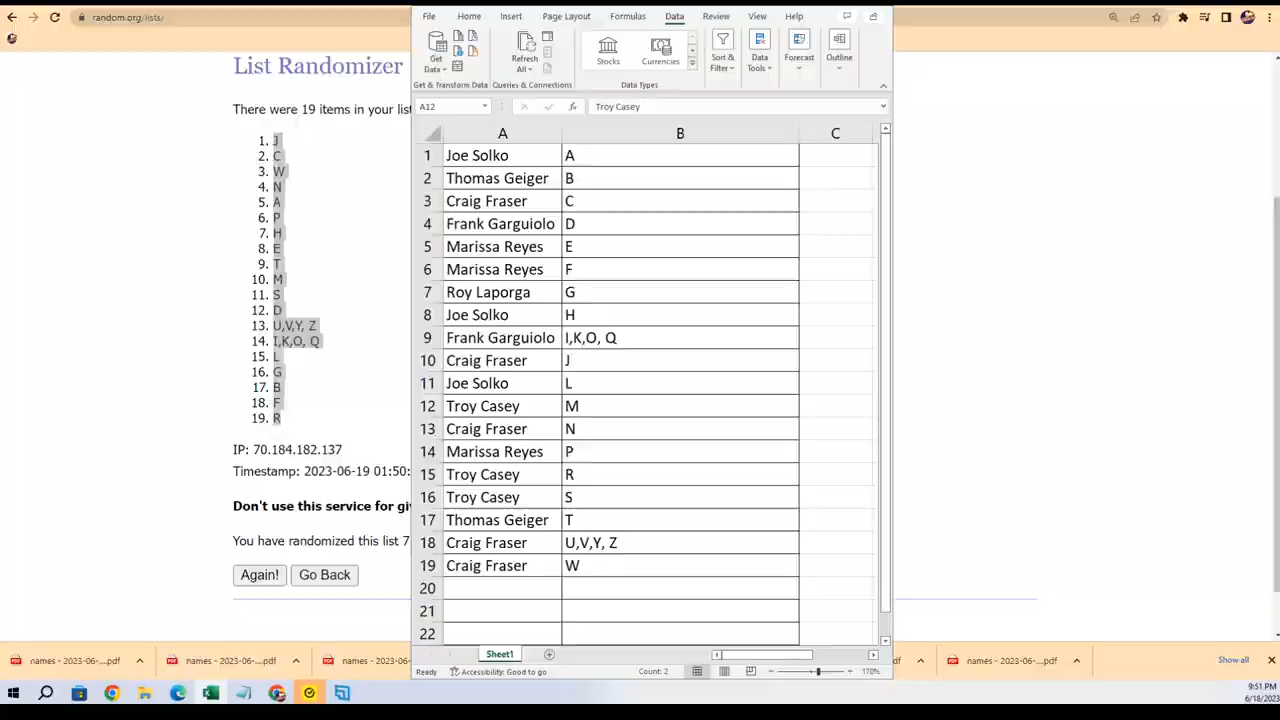 random.org/lists/
List Randomizer
There were 19 items in your list
1. J
2. C
3. W
4. N
5. A
6. P
7. H
8. E
9. T
10. M
11. S
12. D
13. U,V,Y, Z
14. I,K,O, Q
15. L
16. G
17. B
18. F
19. R
IP: 70.184.182.137
Timestamp: 2023-06-19 01:50:
Don't use this service for giv
You have randomized this list 7
Again! Go Back
File Home Insert Page Layout Formulas Data Review View Help
Get Data
Refresh All
Stocks
Currencies
Sort & Filter
Data Tools
Forecast
Outline
Get & Transform Data Queries & Connections Data Types
A12 fx Troy Casey
A B C
1 Joe Solko A
2 Thomas Geiger B
3 Craig Fraser C
4 Frank Garguiolo D
5 Marissa Reyes E
6 Marissa Reyes F
7 Roy Laporga G
8 Joe Solko H
9 Frank Garguiolo I,K,O, Q
10 Craig Fraser J
11 Joe Solko L
12 Troy Casey M
13 Craig Fraser N
14 Marissa Reyes P
15 Troy Casey R
16 Troy Casey S
17 Thomas Geiger T
18 Craig Fraser U,V,Y, Z
19 Craig Fraser W
20
21
22
Sheet1
Ready Accessibility: Good to go Count: 2 170%
names - 2023-06-....pdf names - 2023-06-....pdf names - 2023-06 names - 2023-06-....pdf Show all
9:51 PM
6/18/2023